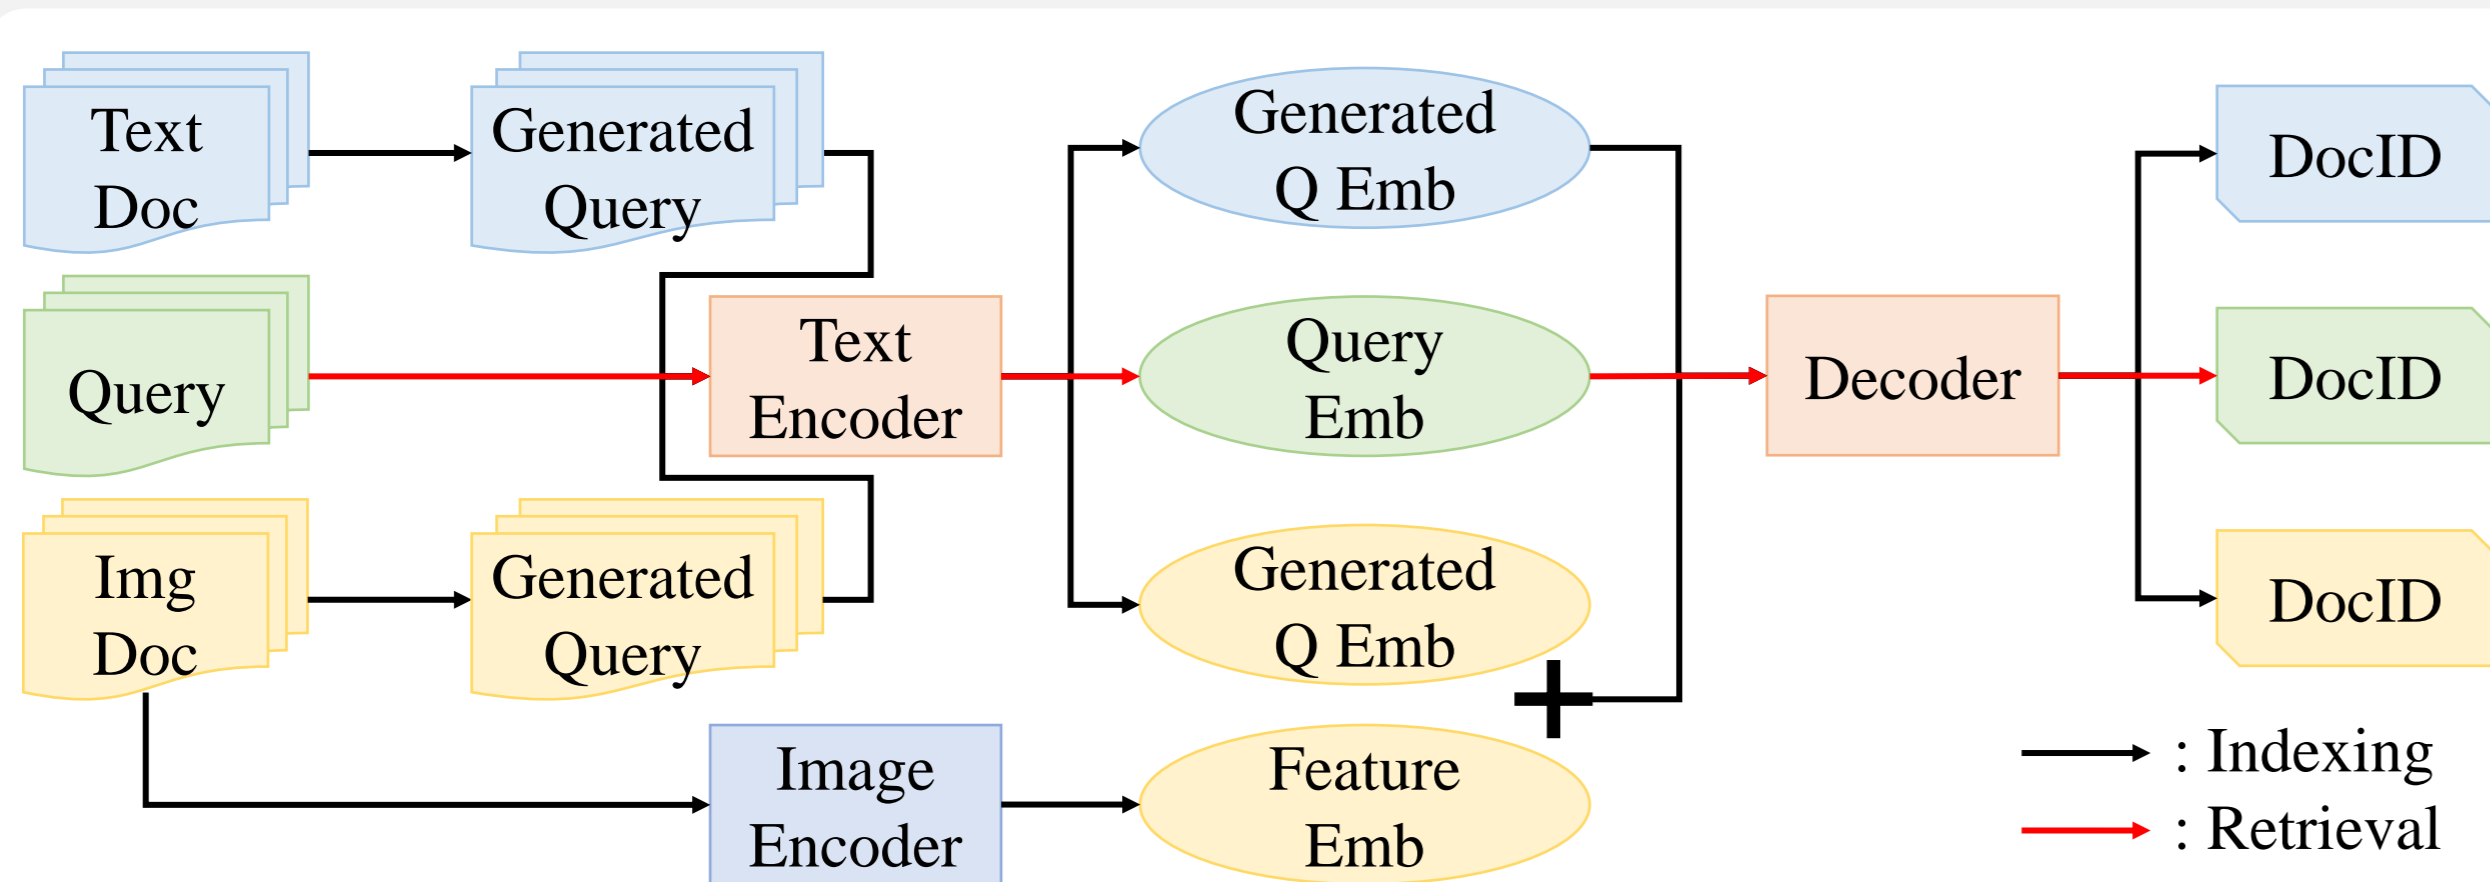 Text
Doc
Generated
Query
Generated
Q Emb
DocID
Query
Text
Encoder
Query
Emb
Decoder
DocID
Img
Doc
Generated
Query
Generated
Q Emb
DocID
Image
Encoder
Feature
Emb
: Indexing
: Retrieval